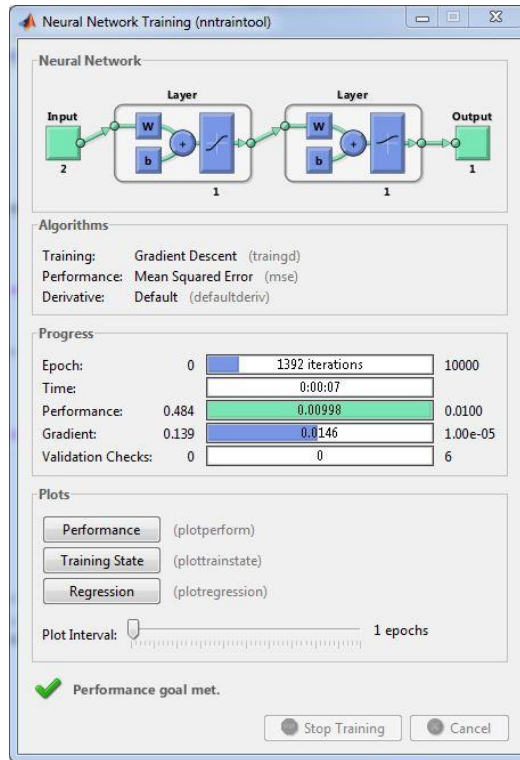 Neural Network Training (nntraintool)
Neural Network
Layer Layer
Input Output
W W
+ +
b b
2 1 1 1
Algorithms
Training: Gradient Descent (traingd)
Performance: Mean Squared Error (mse)
Derivative: Default (defaultderiv)
Progress
Epoch: 0 1392 iterations 10000
Time: 0:00:07
Performance: 0.484 0.00998 0.0100
Gradient: 0.139 0.0146 1.00e-05
Validation Checks: 0 0 6
Plots
Performance (plotperform)
Training State (plottrainstate)
Regression (plotregression)
Plot Interval: 1 epochs
Performance goal met.
Stop Training Cancel